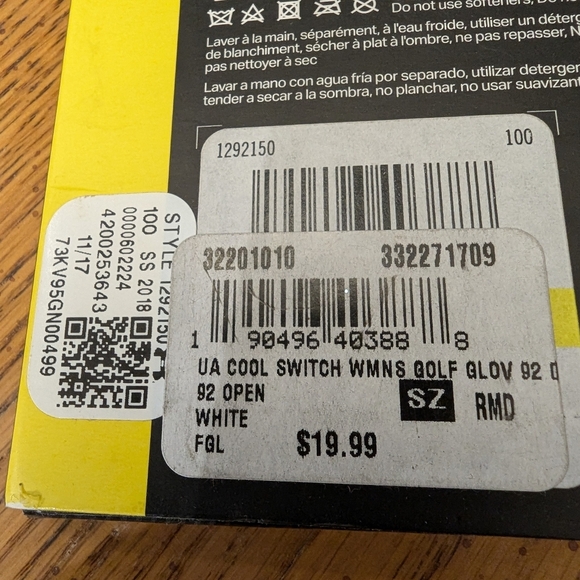 Do not use softeners, Do no
Laver à la main, séparément, à l'eau froide, utiliser un déterg
de blanchiment, sécher à plat à l'ombre, ne pas repasser, N
pas nettoyer à sec
Lavar a mano con agua fría por separado, utilizar deterger
tender a secar a la sombra, no planchar, no usar suavizant
1292150 100
STYLE 1292150
100 SS 2018
0000602224
4200253643
11/17
73KV95GN00499
32201010 332271709
1 90496 40388 8
UA COOL SWITCH WMNS GOLF GLOV 92 O
92 OPEN
WHITE
SZ RMD
FGL $19.99